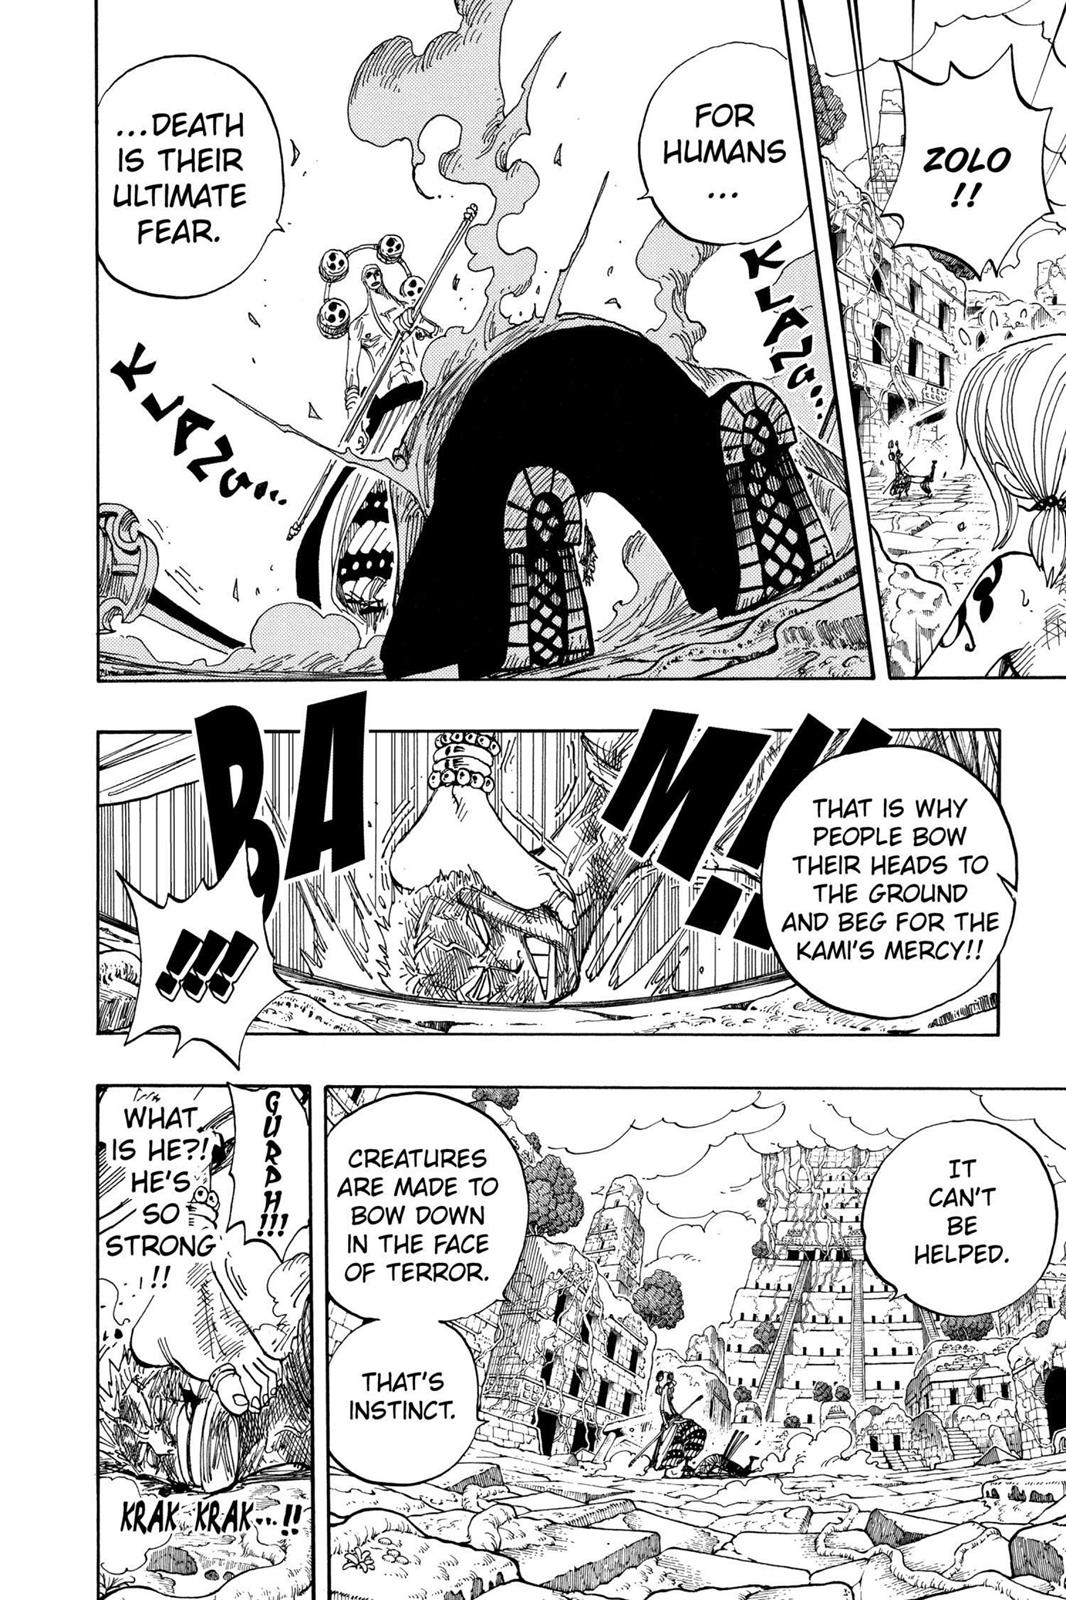 ZOLO
!!
FOR
HUMANS
...
KLANG...
...DEATH
IS THEIR
ULTIMATE
FEAR.
KLANG...
THAT IS WHY
PEOPLE BOW
THEIR HEADS TO
THE GROUND
AND BEG FOR THE
KAMI'S MERCY!!
BAM!!
!!!!
IT
CAN'T
BE
HELPED.
CREATURES
ARE MADE TO
BOW DOWN
IN THE FACE
OF TERROR.
THAT'S
INSTINCT.
GURPH!!!
WHAT
IS HE?!
HE'S
SO
STRONG
!!
KRAK KRAK...!!